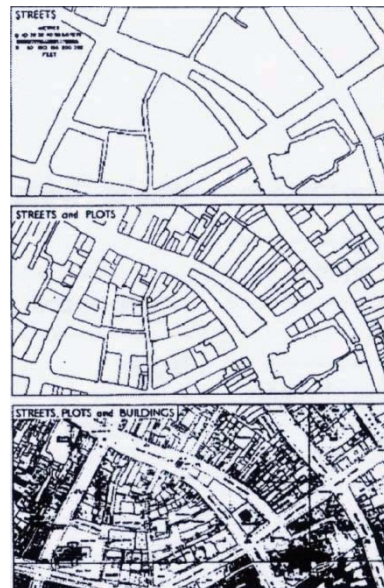 STREETS
METRES
FEET
STREETS and PLOTS
STREETS, PLOTS and BUILDINGS